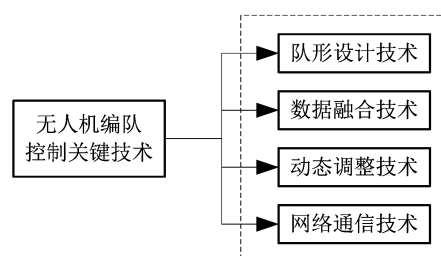 无人机编队
控制关键技术
队形设计技术
数据融合技术
动态调整技术
网络通信技术